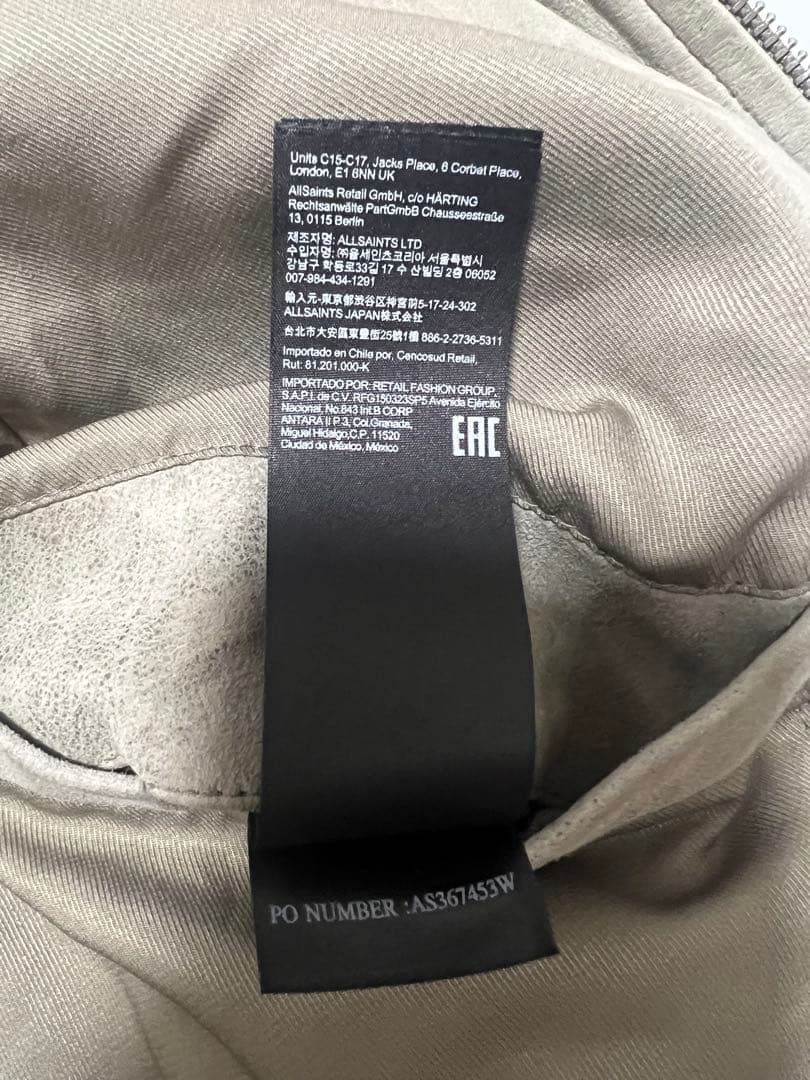 Units C15-C17, Jacks Place, 6 Corbet Place,
London, E1 6NN UK
AllSaints Retail GmbH, c/o HÄRTING
Rechtsanwälte PartGmbB Chausseestraße
13, 0115 Berlin
제조자명: ALLSAINTS LTD
수입자명: ㈜올세인츠코리아 서울특별시
강남구 학동로33길 17 수 산빌딩 2층 06052
007-984-434-1291
輸入元-東京都渋谷区神宮前5-17-24-302
ALLSAINTS JAPAN株式会社
台北市大安區東豐街25號1樓 886-2-2736-5311
Importado en Chile por, Cencosud Retail,
Rut: 81.201.000-K
IMPORTADO POR: RETAIL FASHION GROUP.
S.A.P.I. de C.V. RFG150323SP5 Avenida Ejército
Nacional, No.843 Int.B CORP
ANTARA II P.3, Col.Granada,
Miguel Hidalgo,C.P. 11520
Ciudad de México, México
EAC
PO NUMBER :AS367453W